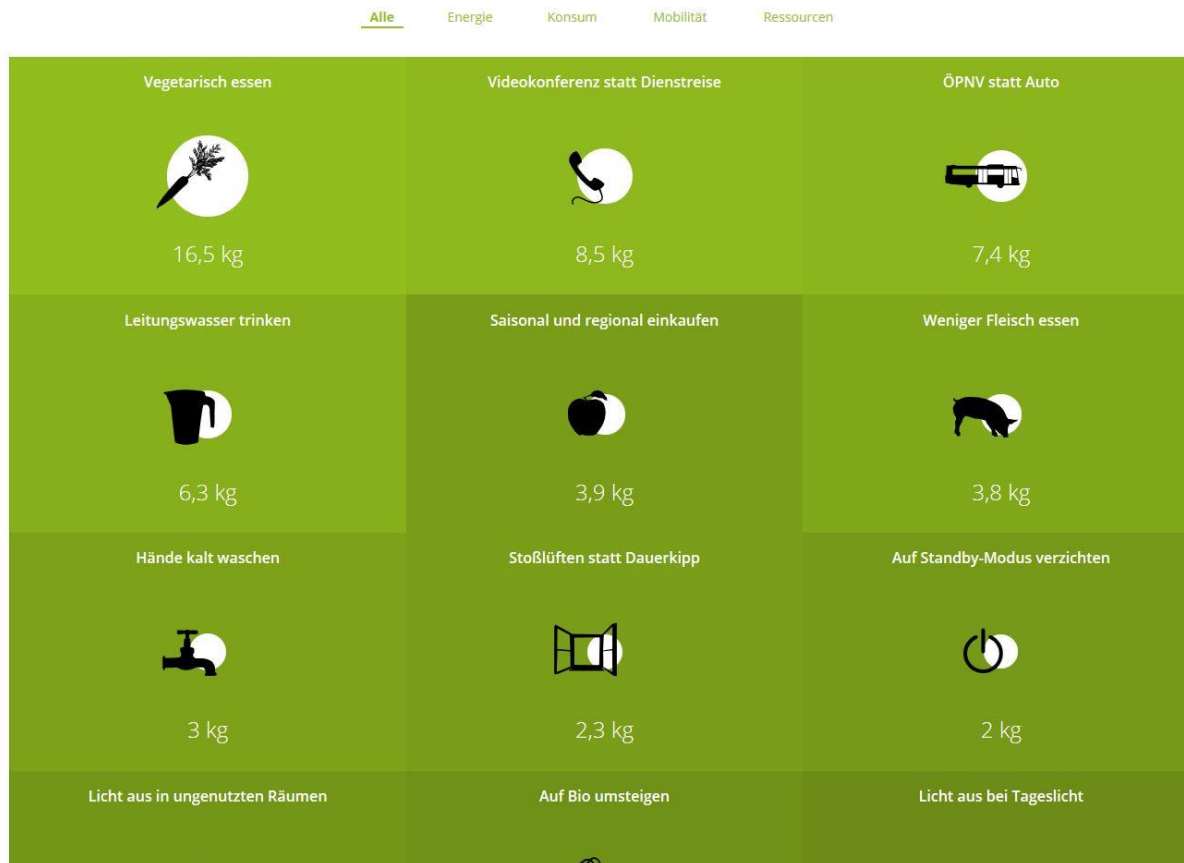 Alle Energie Konsum Mobilität Ressourcen
Vegetarisch essen
16,5 kg
Videokonferenz statt Dienstreise
8,5 kg
ÖPNV statt Auto
7,4 kg
Leitungswasser trinken
6,3 kg
Saisonal und regional einkaufen
3,9 kg
Weniger Fleisch essen
3,8 kg
Hände kalt waschen
3 kg
Stoßlüften statt Dauerkipp
2,3 kg
Auf Standby-Modus verzichten
2 kg
Licht aus in ungenutzten Räumen
Auf Bio umsteigen
Licht aus bei Tageslicht